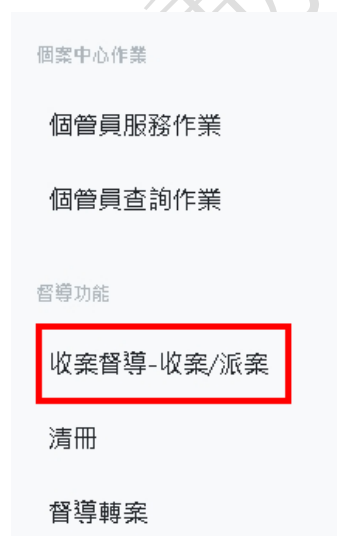 個案中心作業
個管員服務作業
個管員查詢作業
督導功能
收案督導-收案/派案
清冊
督導轉案